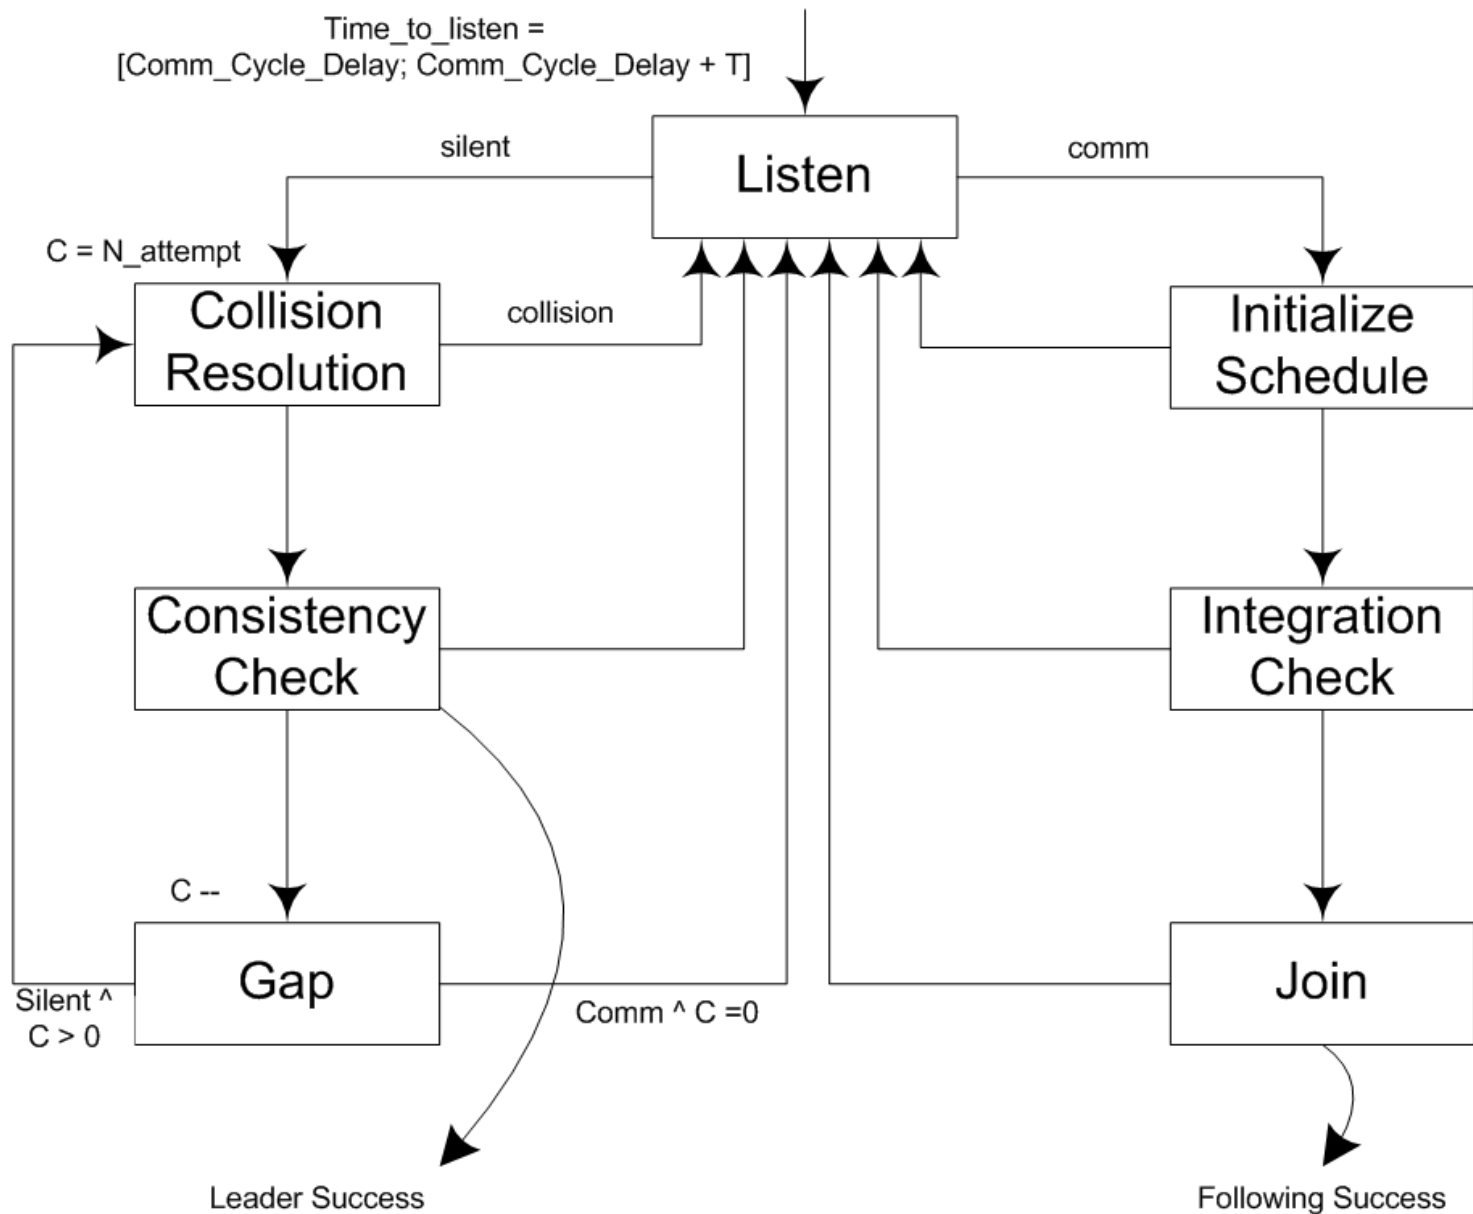 Time_to_listen =
[Comm_Cycle_Delay; Comm_Cycle_Delay + T]
silent
Listen
comm
C = N_attempt
Collision
Resolution
collision
Initialize
Schedule
Consistency
Check
Integration
Check
C --
Gap
Join
Silent ^
C > 0
Comm ^ C =0
Leader Success
Following Success